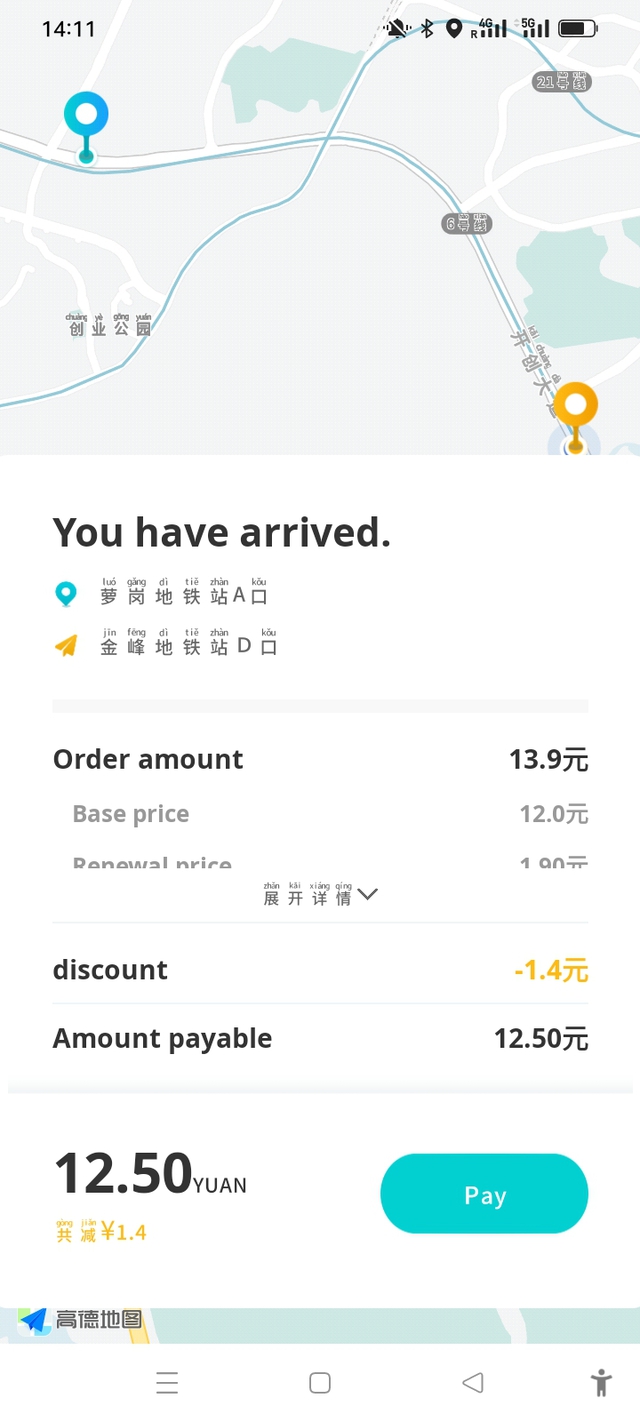 14:11
R 4G 5G
21号线
6号线
chuàng yè gōng yuán
创业公园
kāi chuàng dà
开创大道
You have arrived.
luó gǎng dì tiě zhàn kǒu
萝岗地铁站A口
jīn fēng dì tiě zhàn kǒu
金峰地铁站D口
Order amount 13.9元
Base price 12.0元
Renewal price 1.90元
zhǎn kāi xiáng qíng
展开详情
discount -1.4元
Amount payable 12.50元
12.50YUAN
Pay
gòng jiǎn
共减¥1.4
高德地图